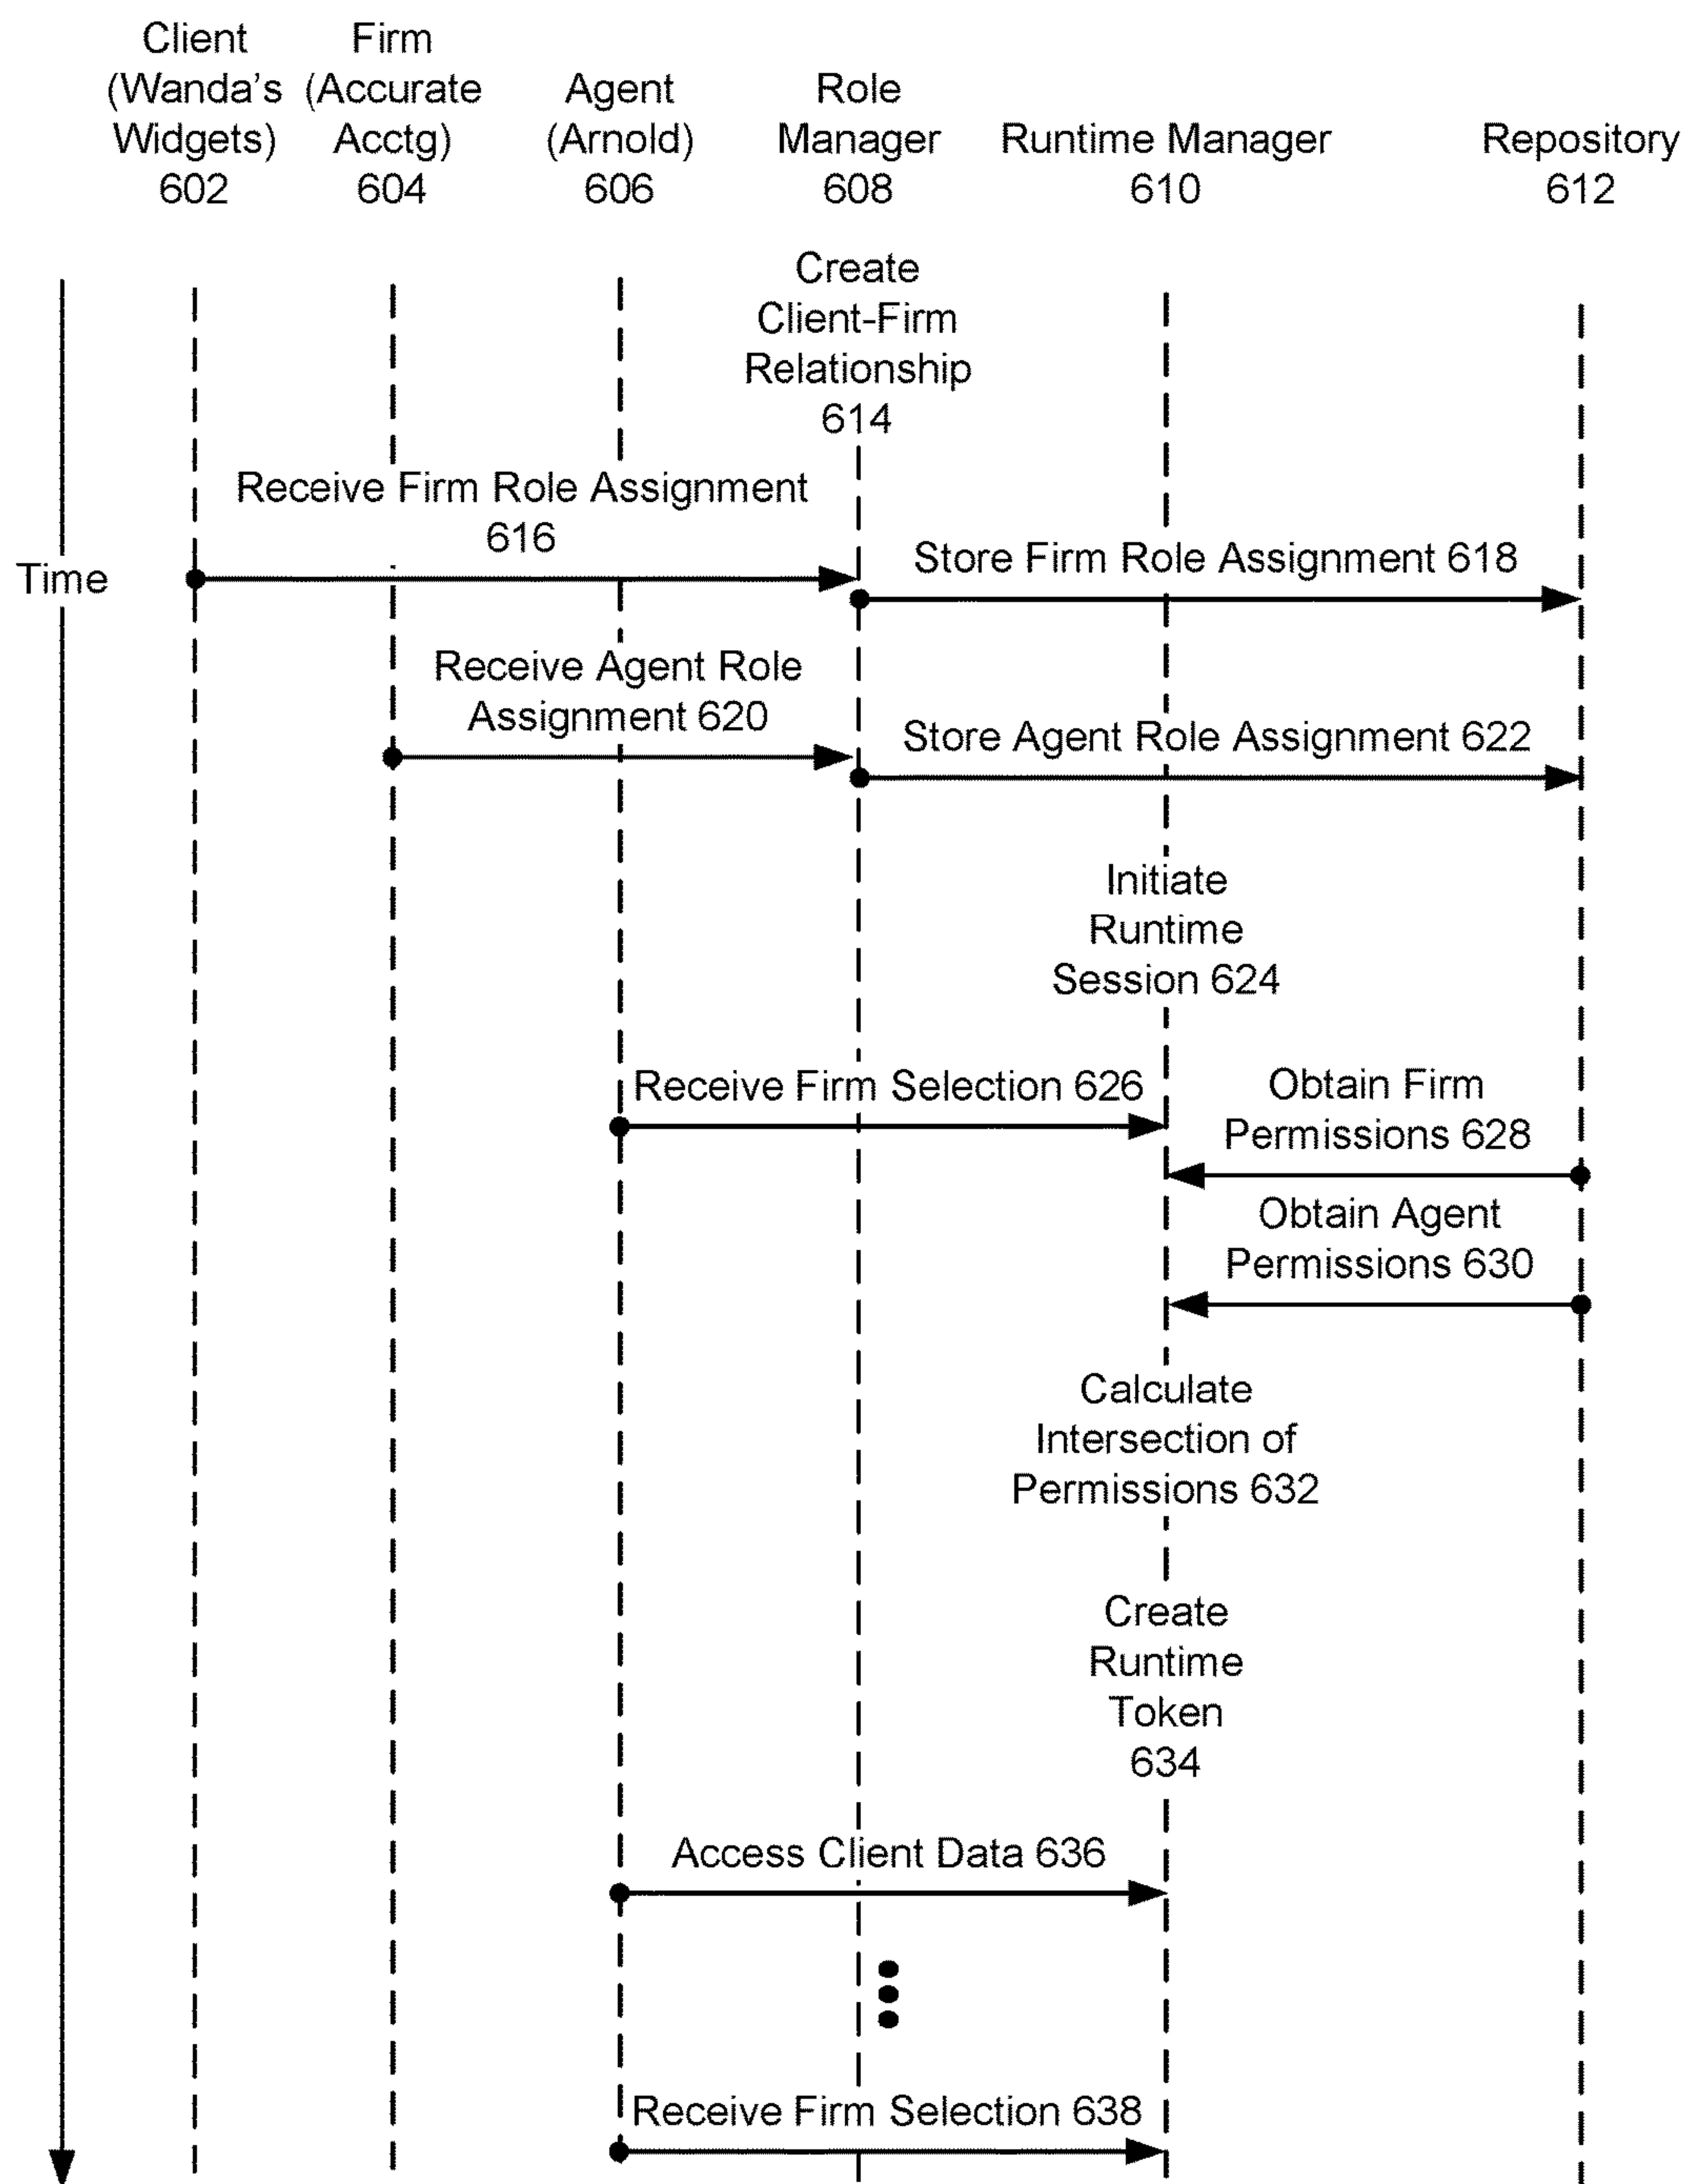 Client
(Wanda's
Widgets)
602
Firm
(Accurate
Acctg)
604
Agent
(Arnold)
606
Role
Manager
608
Runtime Manager
610
Repository
612
Create
Client-Firm
Relationship
614
Receive Firm Role Assignment
616
Store Firm Role Assignment 618
Time
Receive Agent Role
Assignment 620
Store Agent Role Assignment 622
Initiate
Runtime
Session 624
Receive Firm Selection 626
Obtain Firm
Permissions 628
Obtain Agent
Permissions 630
Calculate
Intersection of
Permissions 632
Create
Runtime
Token
634
Access Client Data 636
Receive Firm Selection 638